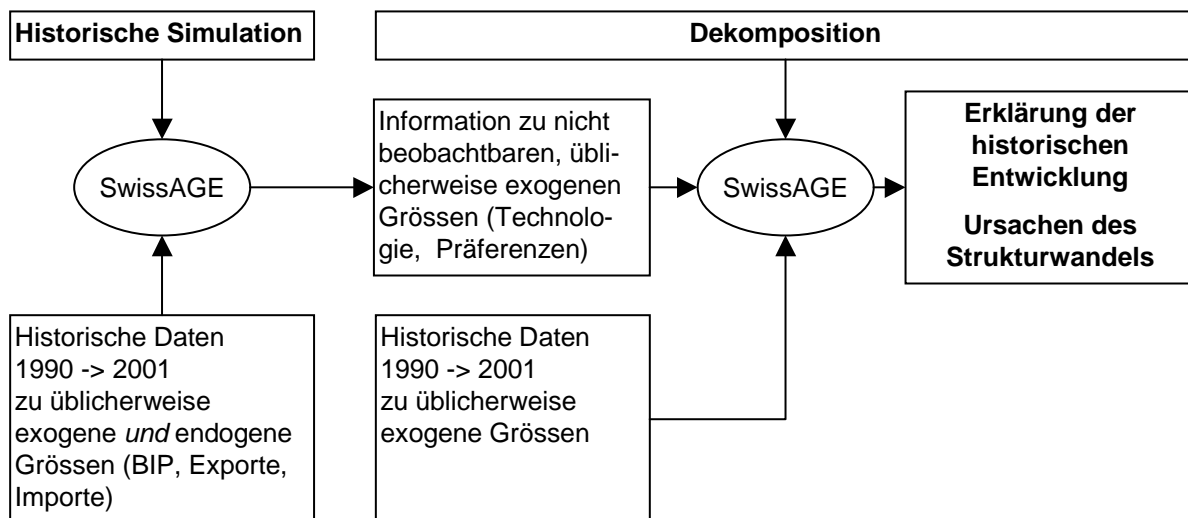 Historische Simulation
Dekomposition
SwissAGE
Information zu nicht
beobachtbaren, übli-
cherweise exogenen
Grössen (Technolo-
gie, Präferenzen)
SwissAGE
Erklärung der
historischen
Entwicklung
Ursachen des
Strukturwandels
Historische Daten
1990 -> 2001
zu üblicherweise
exogene und endogene
Grössen (BIP, Exporte,
Importe)
Historische Daten
1990 -> 2001
zu üblicherweise
exogene Grössen